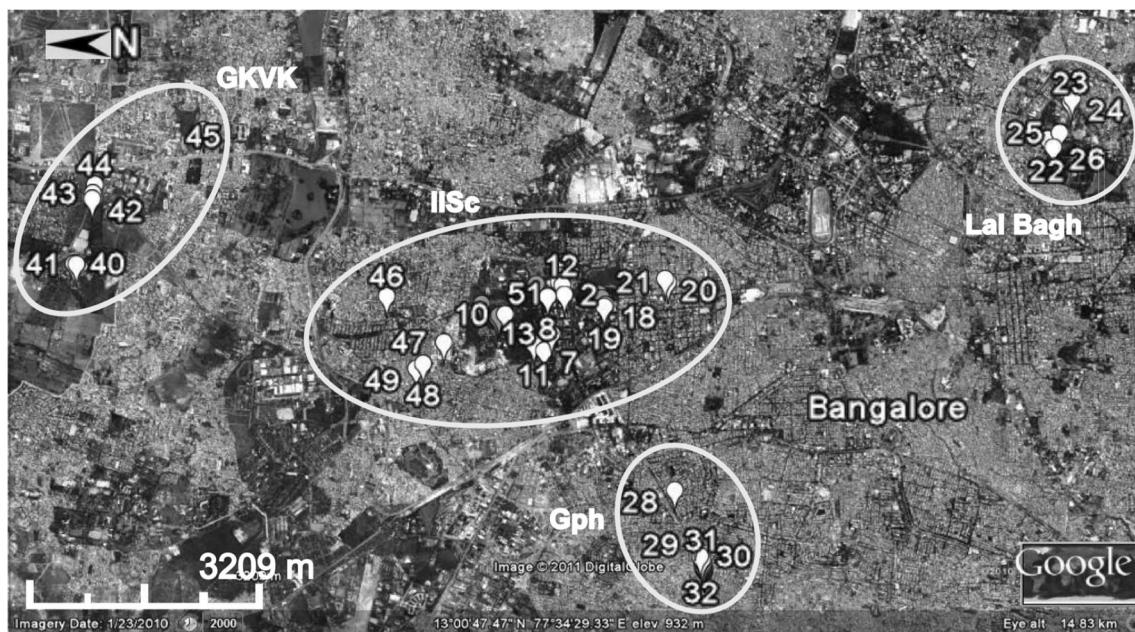 N
GKVK
45
44
43
42
41 40
IISc
46
12
51 2
21 20
10
18
13 8
19
47
11 7
49 48
23
24
25
22 26
Lal Bagh
Bangalore
28
Gph
29 31 30
32
3209 m
Image © 2011 DigitalGlobe
Google
Imagery Date: 1/23/2010 2000 13°00'47.47" N 77°34'29.33" E elev 932 m Eye alt 14.83 km